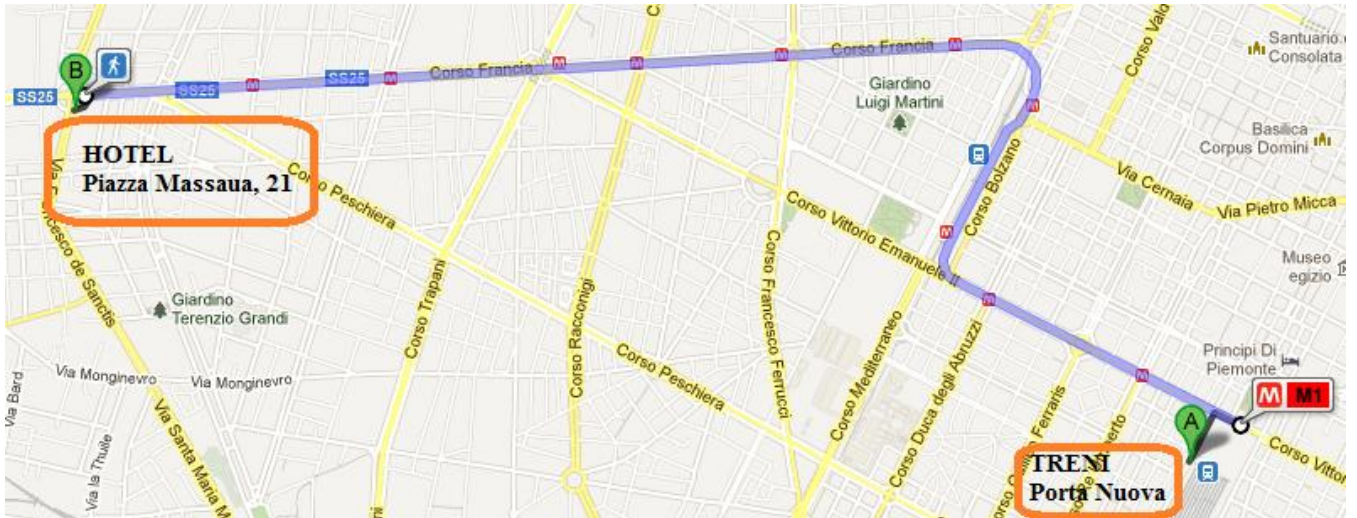 Santuario
Consolata
Corso Valdo
Corso Francia
Corso Francia
B
SS25
SS25
SS25
Giardino
Luigi Martini
Basilica
Corpus Domini
HOTEL
Piazza Massaua, 21
Corso Peschiera
Corso Bolzano
Via Cernaia
Via Pietro Micca
Corso Vittorio Emanuele II
Museo
egizio
Corso Trapani
Corso Racconigi
Corso Francesco Ferrucci
Giardino
Terenzio Grandi
Corso Mediterraneo
Corso Duca degli Abruzzi
Principi Di
Piemonte
Via Monginevro
Via Monginevro
Corso Peschiera
M M1
A
Via Bard
Via la Thuile
Via Santa Maria
TRENI
Porta Nuova
Corso Vittor